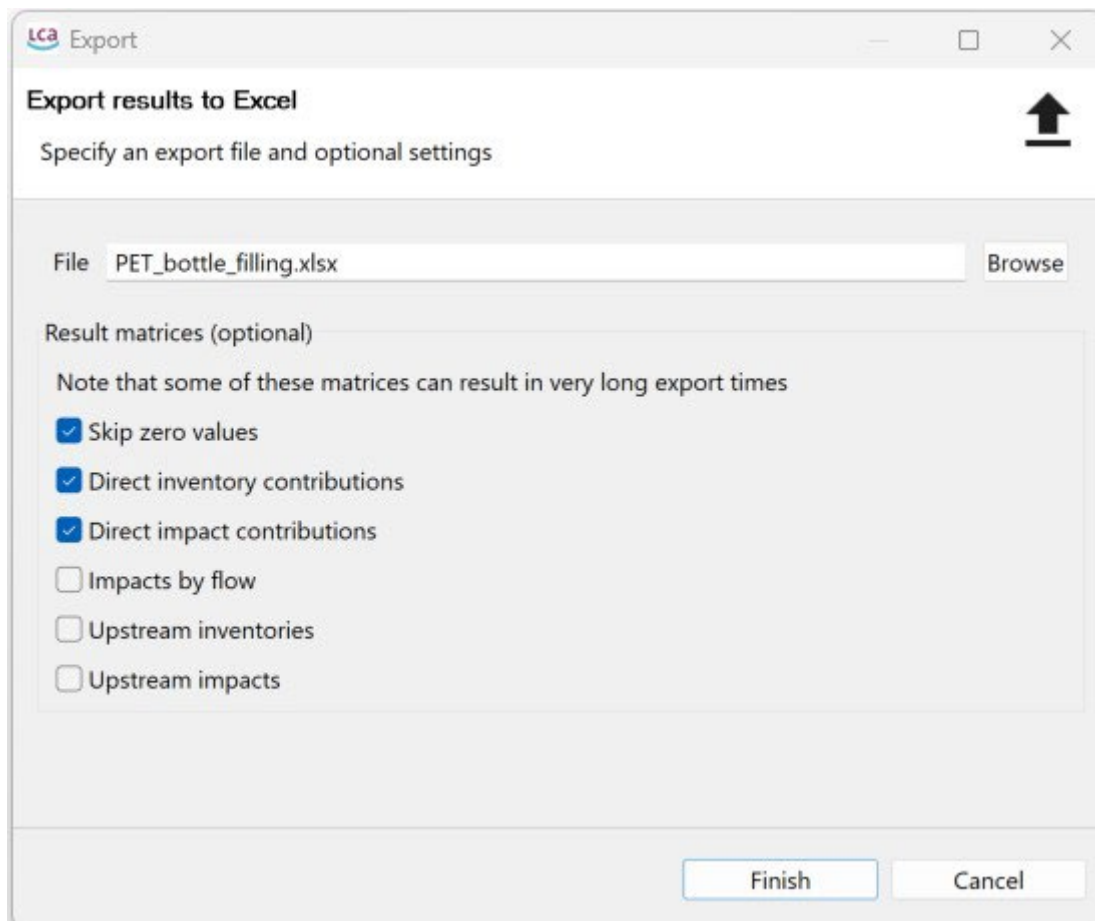 LCA Export
Export results to Excel
Specify an export file and optional settings
File PET_bottle_filling.xlsx Browse
Result matrices (optional)
Note that some of these matrices can result in very long export times
Skip zero values
Direct inventory contributions
Direct impact contributions
Impacts by flow
Upstream inventories
Upstream impacts
Finish Cancel